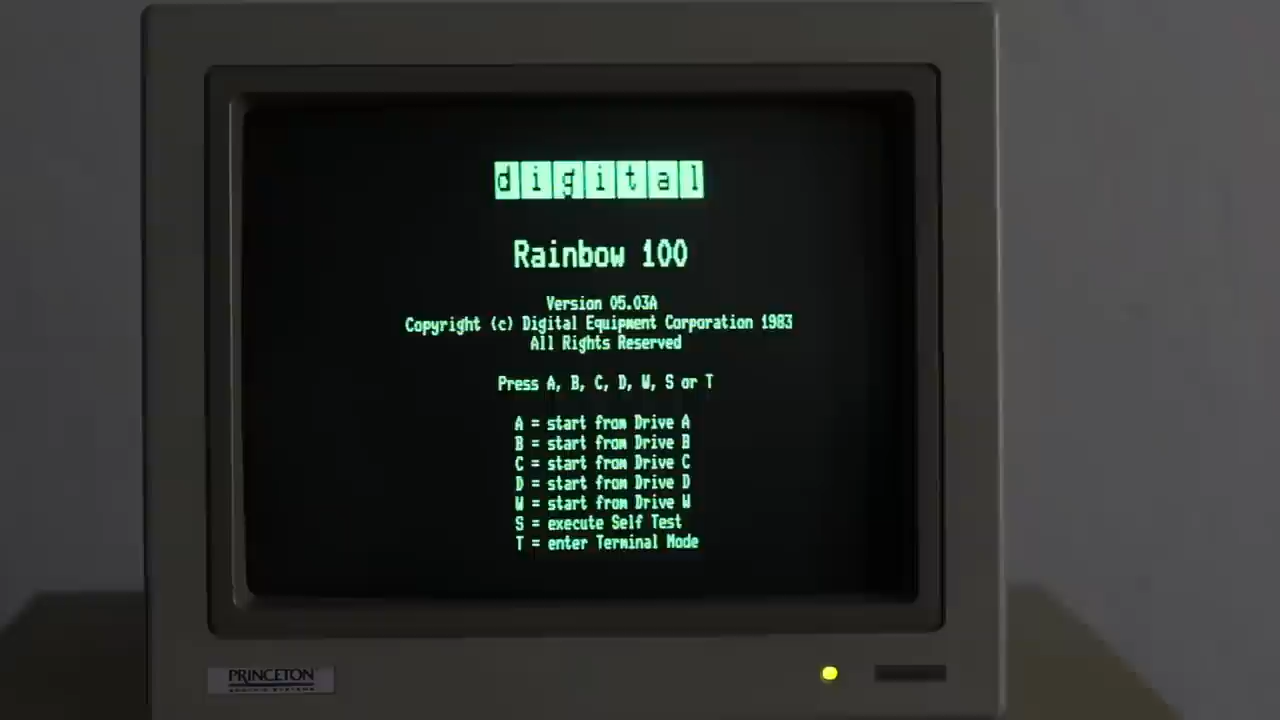 digital
Rainbow 100
Version 05.03A
Copyright (c) Digital Equipment Corporation 1983
All Rights Reserved
Press A, B, C, D, W, S or T
A = start from Drive A
B = start from Drive B
C = start from Drive C
D = start from Drive D
W = start from Drive W
S = execute Self Test
T = enter Terminal Mode
PRINCETON